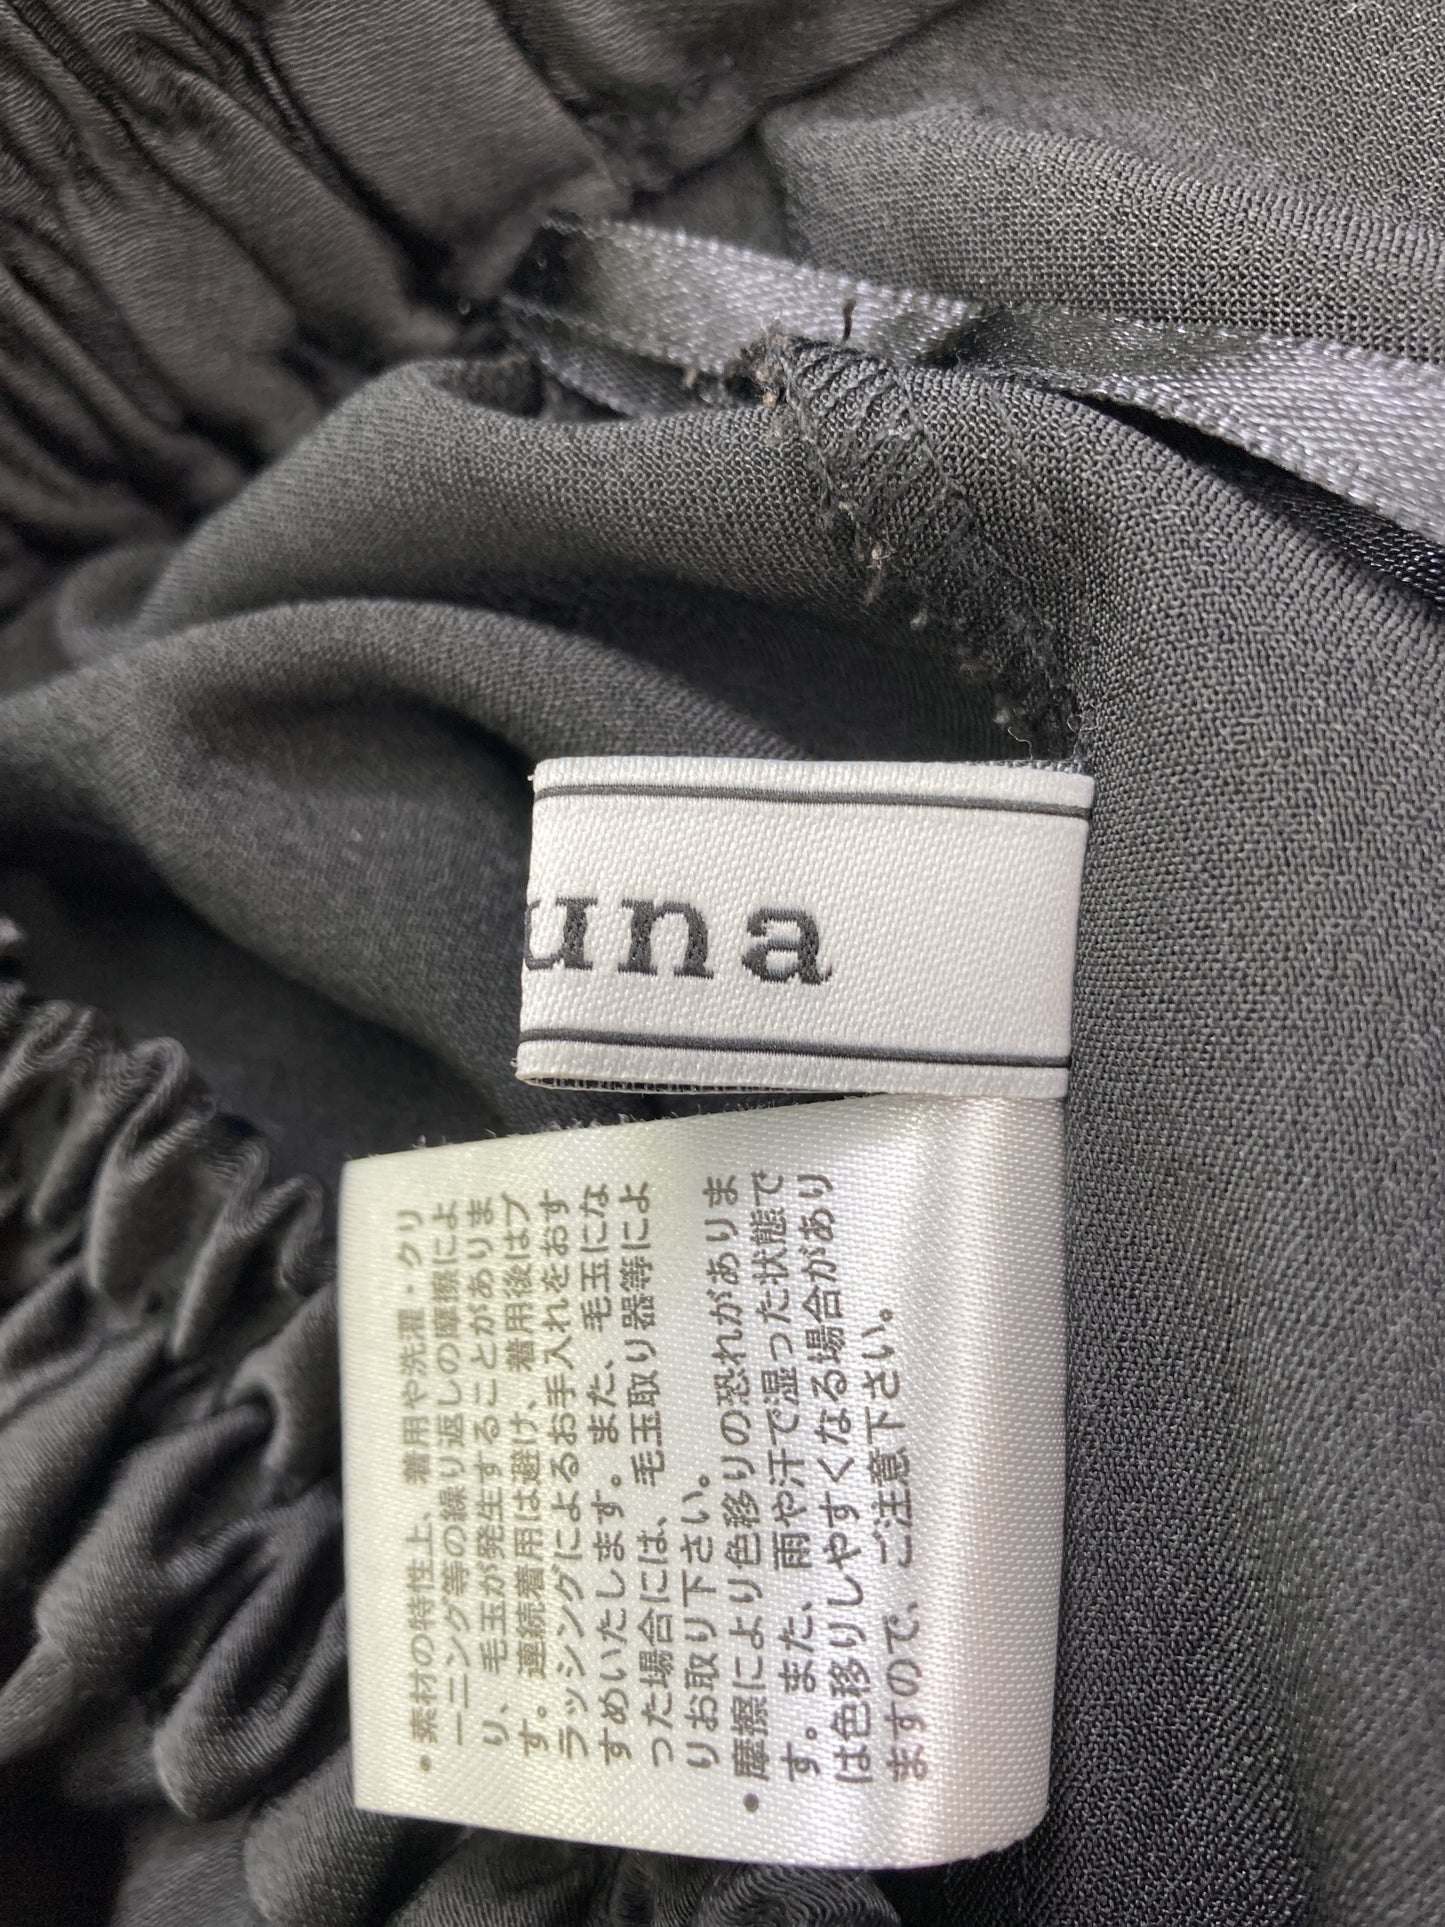 una
・素材の特性上、着用や洗濯・クリ
ーニング等の繰り返しの摩擦によ
り、毛玉が発生することがありま
す。連続着用は避け、着用後はブ
ラッシングによるお手入れをおす
すめいたします。また、毛玉にな
った場合には、毛玉取り器等によ
りお取り下さい。
・摩擦により色移りの恐れがありま
す。また、雨や汗で湿った状態で
は色移りしやすくなる場合があり
ますので、ご注意下さい。